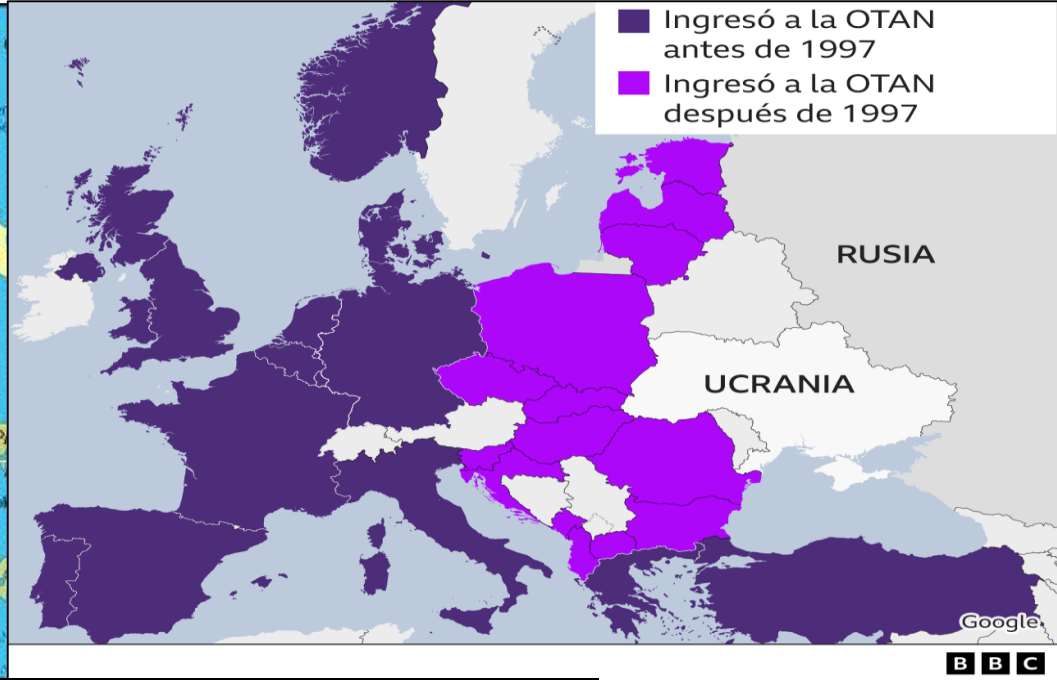 Ingresó a la OTAN
antes de 1997
Ingresó a la OTAN
después de 1997
RUSIA
UCRANIA
Google
BBC